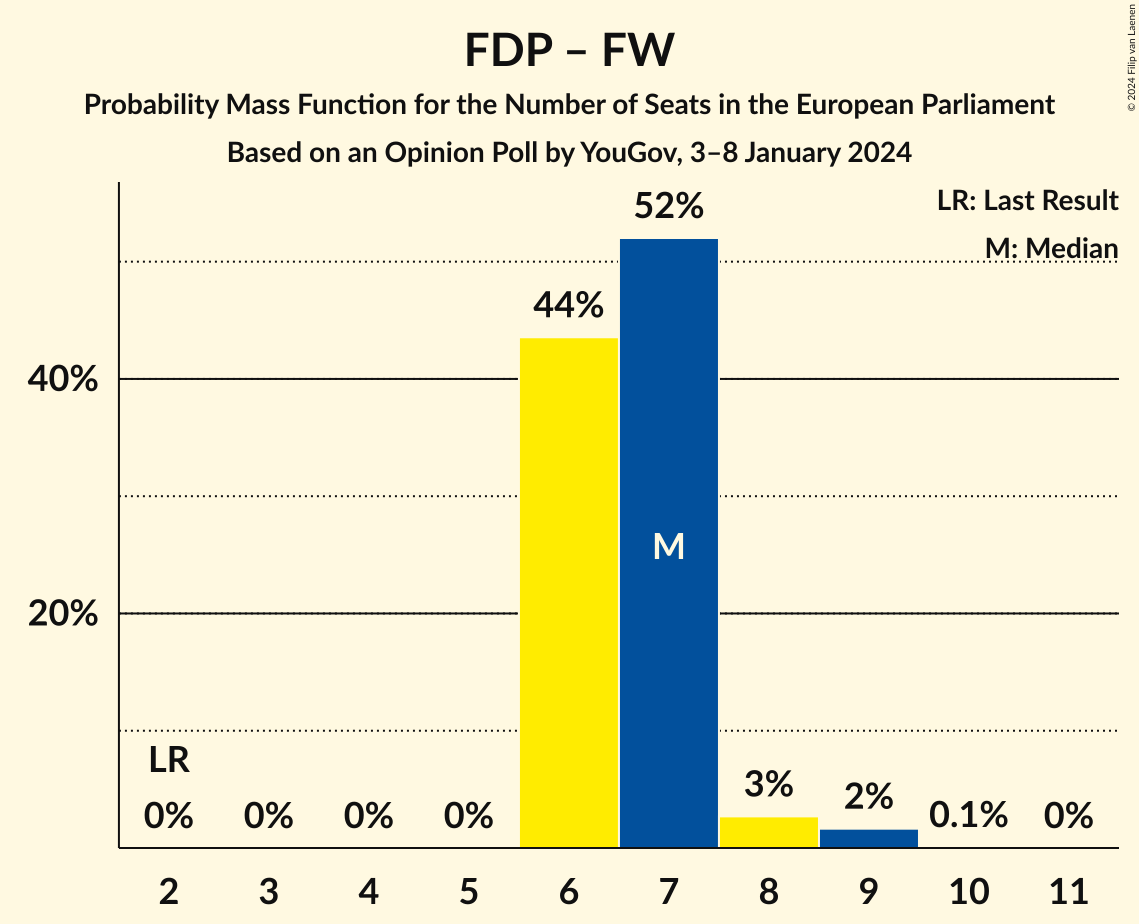 FDP – FW
Probability Mass Function for the Number of Seats in the European Parliament
Based on an Opinion Poll by YouGov, 3–8 January 2024
© 2024 Filip van Laenen
LR: Last Result
M: Median
52%
44%
40%
M
20%
LR
0% 0% 0% 0% 3% 2% 0.1% 0%
2 3 4 5 6 7 8 9 10 11